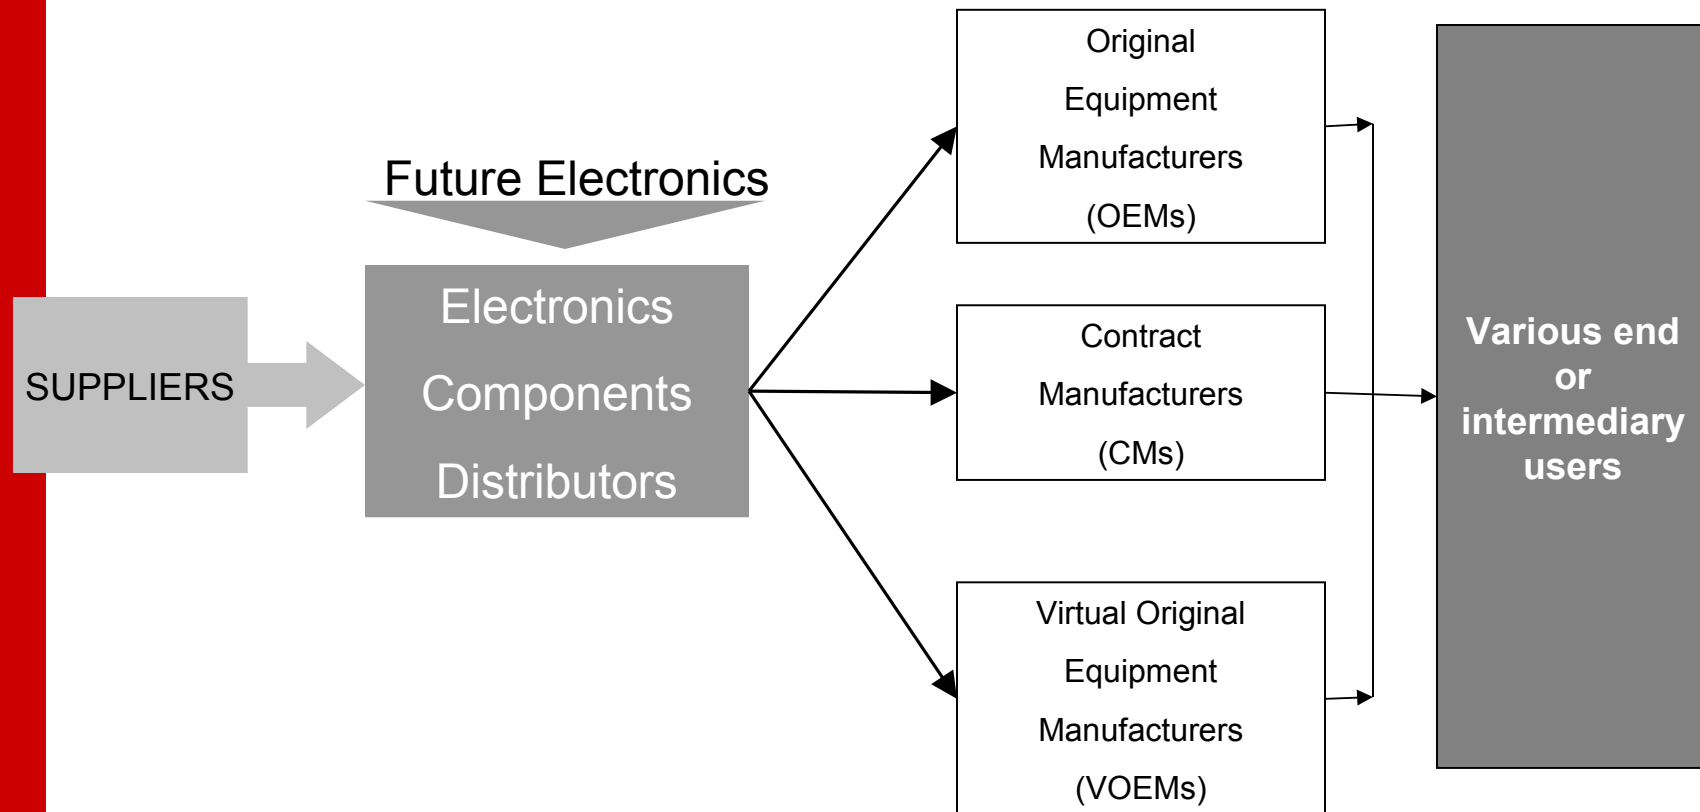 SUPPLIERS
Future Electronics
Electronics
Components
Distributors
Original
Equipment
Manufacturers
(OEMs)
Contract
Manufacturers
(CMs)
Virtual Original
Equipment
Manufacturers
(VOEMs)
Various end
or
intermediary
users